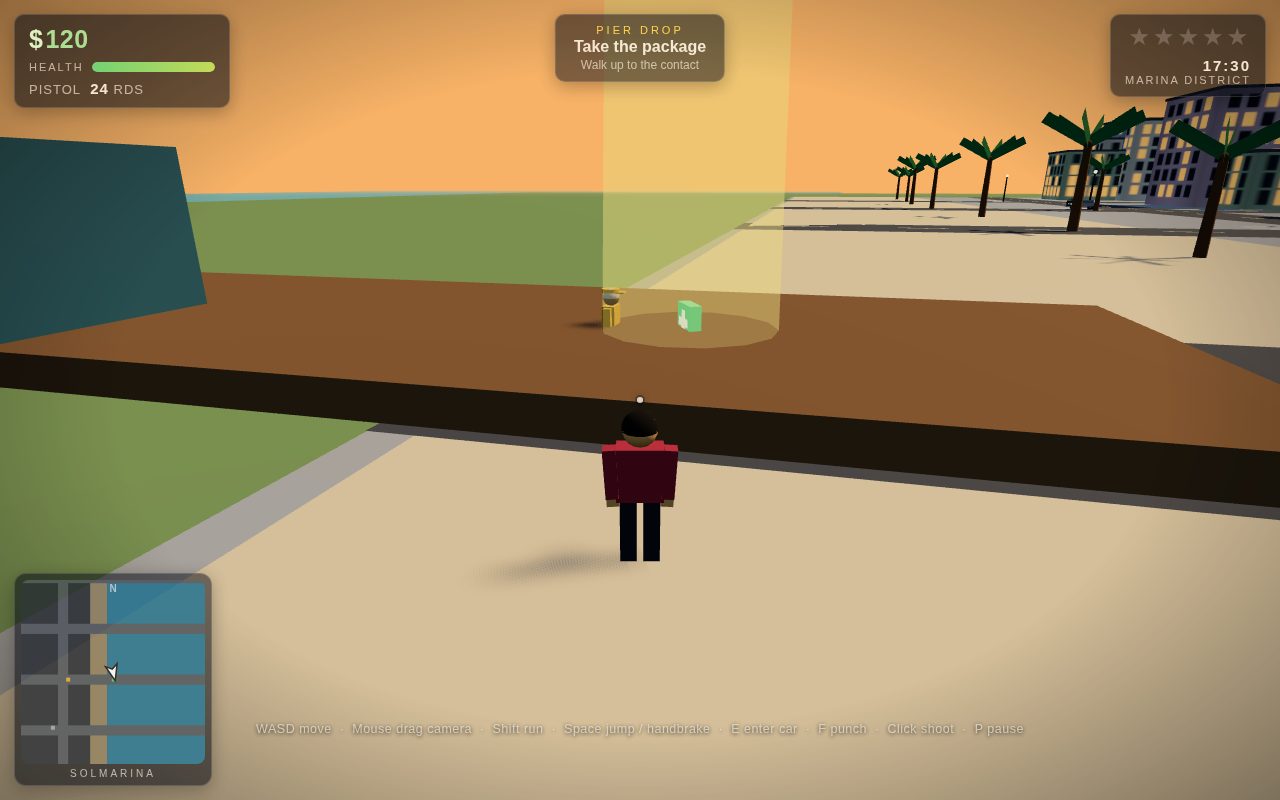 $120
HEALTH
PISTOL 24 RDS
PIER DROP
Take the package
Walk up to the contact
★★★★★
17:30
MARINA DISTRICT
N
SOLMARINA
WASD move · Mouse drag camera · Shift run · Space jump / handbrake · E enter car · F punch · Click shoot · P pause